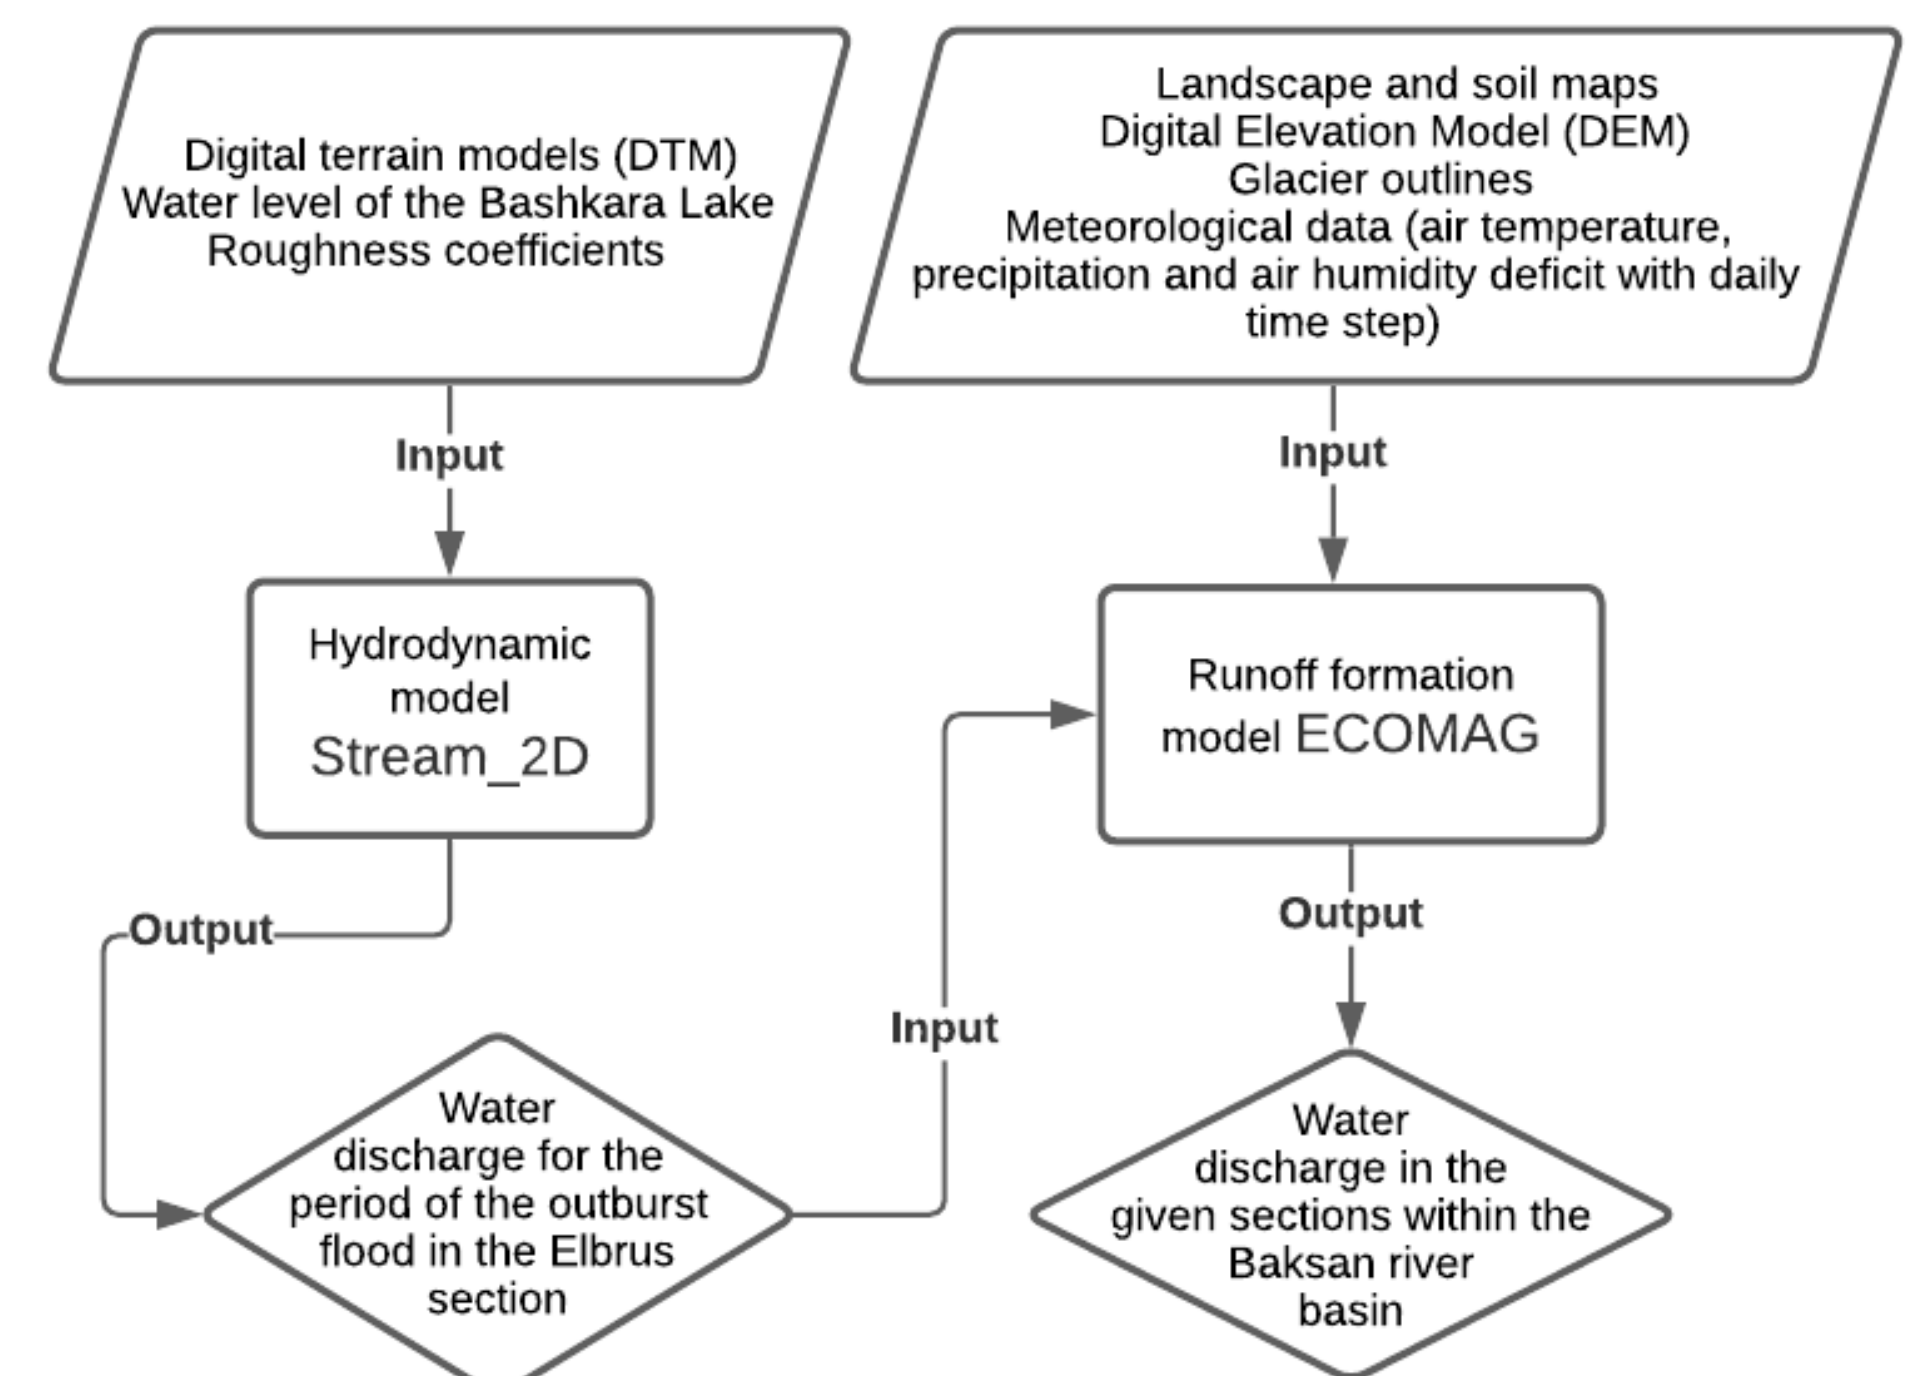 Digital terrain models (DTM)
Water level of the Bashkara Lake
Roughness coefficients
Landscape and soil maps
Digital Elevation Model (DEM)
Glacier outlines
Meteorological data (air temperature,
precipitation and air humidity deficit with daily
time step)
Input
Input
Hydrodynamic
model
Stream_2D
Runoff formation
model ECOMAG
Output
Output
Input
Water
discharge for the
period of the outburst
flood in the Elbrus
section
Water
discharge in the
given sections within the
Baksan river
basin